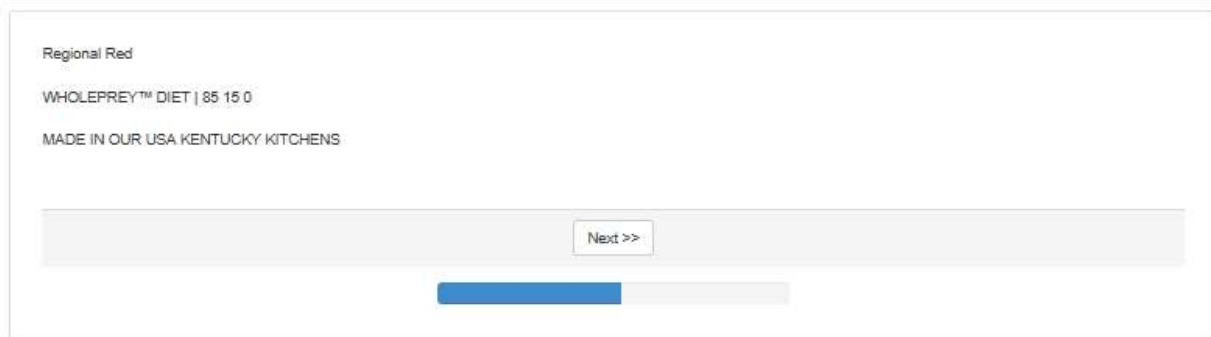 Regional Red
WHOLEPREY™ DIET | 85 15 0
MADE IN OUR USA KENTUCKY KITCHENS
Next >>